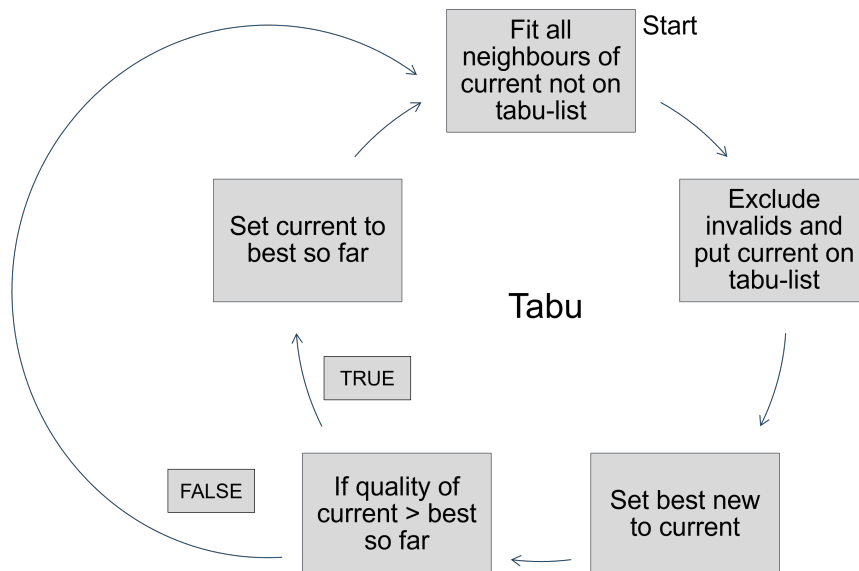 Fit all
neighbours of
current not on
tabu-list
Start
Exclude
invalids and
put current on
tabu-list
Set current to
best so far
Tabu
TRUE
FALSE
If quality of
current > best
so far
Set best new
to current